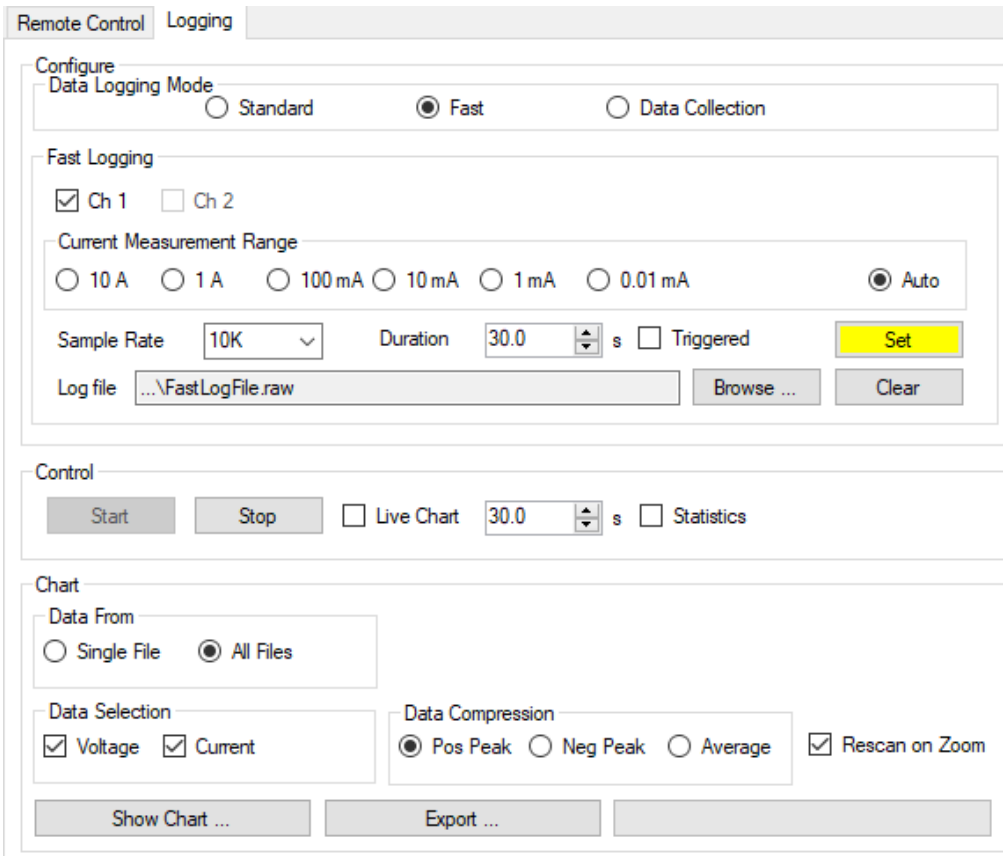 Remote Control Logging
Configure
Data Logging Mode
Standard Fast Data Collection
Fast Logging
Ch 1 Ch 2
Current Measurement Range
10 A 1 A 100 mA 10 mA 1 mA 0.01 mA Auto
Sample Rate 10K Duration 30.0 s Triggered Set
Log file ...\FastLogFile.raw Browse ... Clear
Control
Start Stop Live Chart 30.0 s Statistics
Chart
Data From
Single File All Files
Data Selection Data Compression
Voltage Current Pos Peak Neg Peak Average Rescan on Zoom
Show Chart ... Export ...